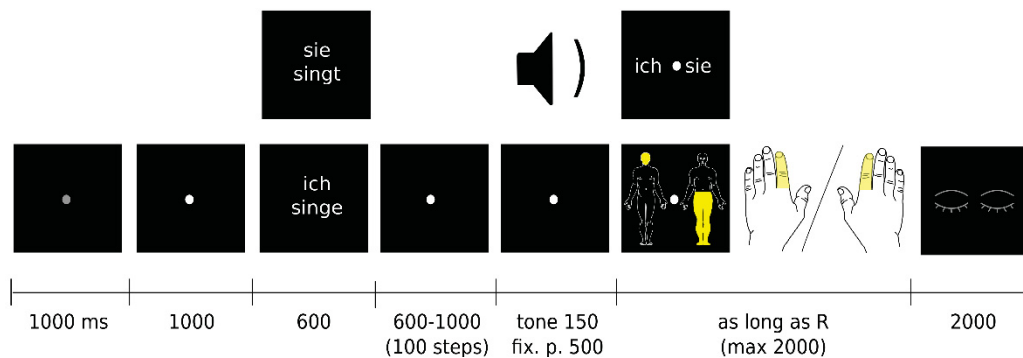 sie
singt
ich sie
ich
singe
1000 ms
1000
600
600-1000
(100 steps)
tone 150
fix. p. 500
as long as R
(max 2000)
2000